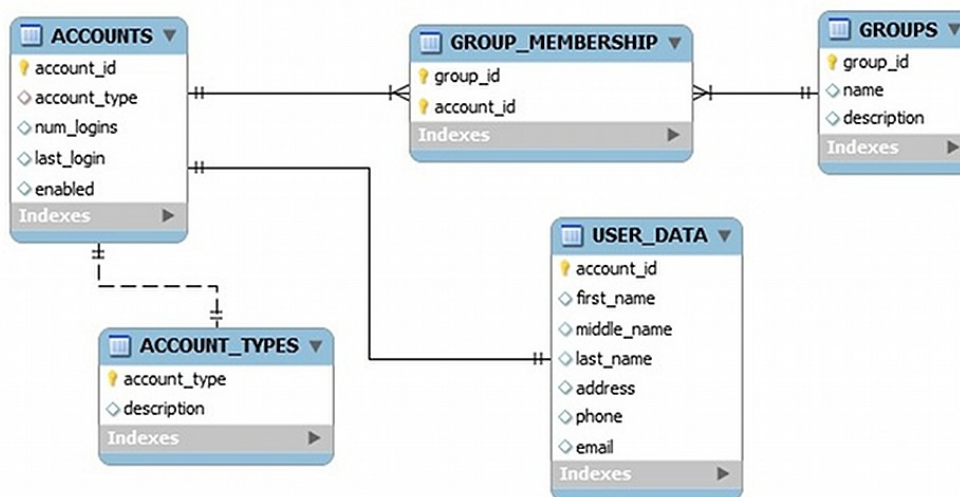 ACCOUNTS
account_id
account_type
num_logins
last_login
enabled
Indexes
GROUP_MEMBERSHIP
group_id
account_id
Indexes
GROUPS
group_id
name
description
Indexes
USER_DATA
account_id
first_name
middle_name
last_name
address
phone
email
Indexes
ACCOUNT_TYPES
account_type
description
Indexes